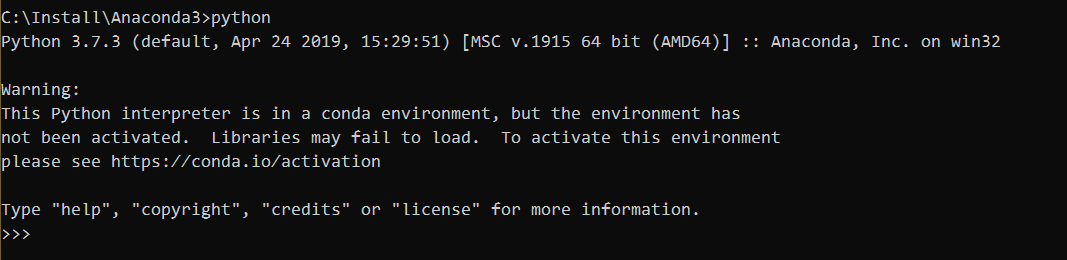 C:\Install\Anaconda3>python
Python 3.7.3 (default, Apr 24 2019, 15:29:51) [MSC v.1915 64 bit (AMD64)] :: Anaconda, Inc. on win32
Warning:
This Python interpreter is in a conda environment, but the environment has
not been activated.  Libraries may fail to load.  To activate this environment
please see https://conda.io/activation
Type "help", "copyright", "credits" or "license" for more information.
>>>